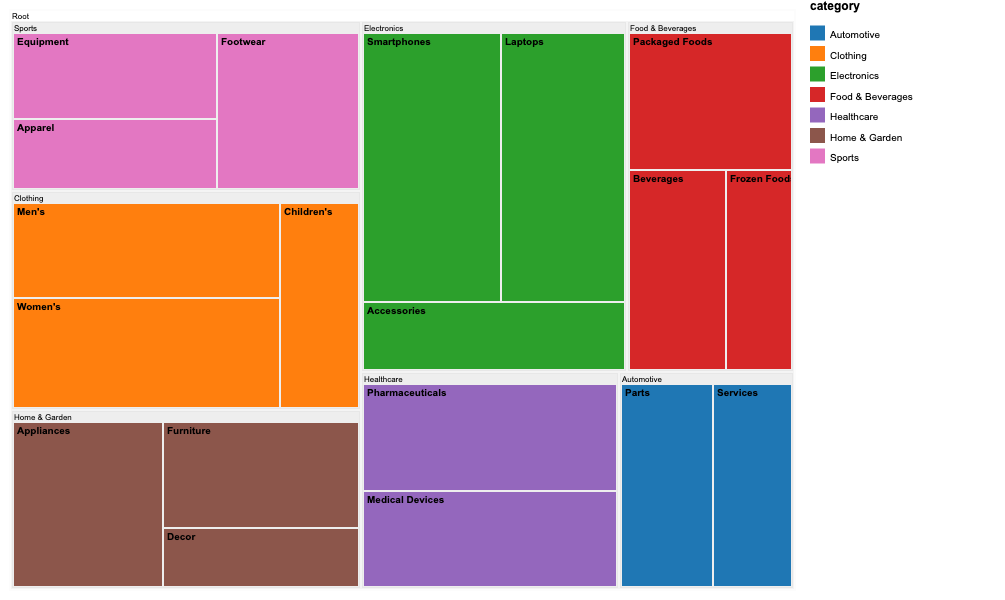 Root
Sports
Equipment
Footwear
Apparel
Clothing
Men's
Children's
Women's
Home & Garden
Appliances
Furniture
Decor
Electronics
Smartphones
Laptops
Accessories
Food & Beverages
Packaged Foods
Beverages
Frozen Food
Healthcare
Pharmaceuticals
Medical Devices
Automotive
Parts
Services
category
Automotive
Clothing
Electronics
Food & Beverages
Healthcare
Home & Garden
Sports